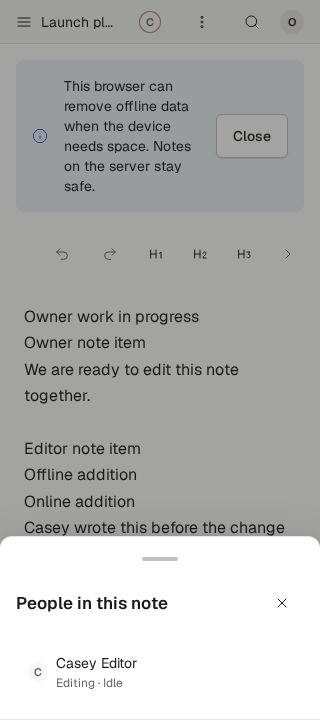 Launch pl... C O
This browser can
remove offline data
when the device
needs space. Notes
on the server stay
safe.
Close
H1 H2 H3
Owner work in progress
Owner note item
We are ready to edit this note
together.
Editor note item
Offline addition
Online addition
Casey wrote this before the change
People in this note
C
Casey Editor
Editing · Idle